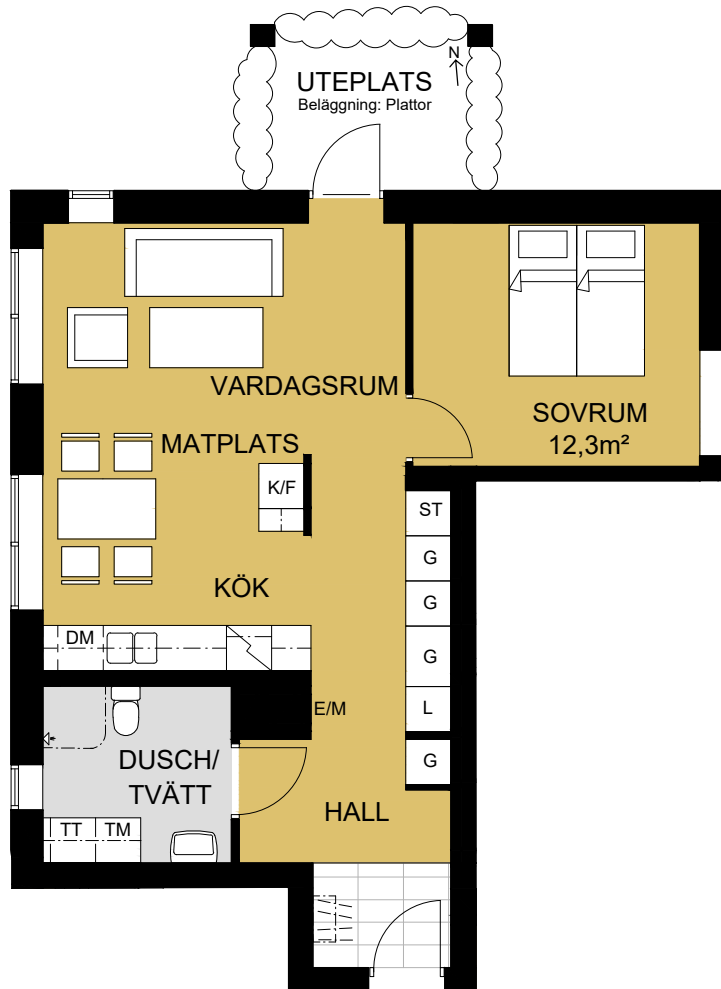 N
UTEPLATS
Beläggning: Plattor
VARDAGSRUM
SOVRUM
12,3m²
MATPLATS
K/F
ST
G
KÖK
G
DM
G
E/M
L
DUSCH/
TVÄTT
G
HALL
TT TM